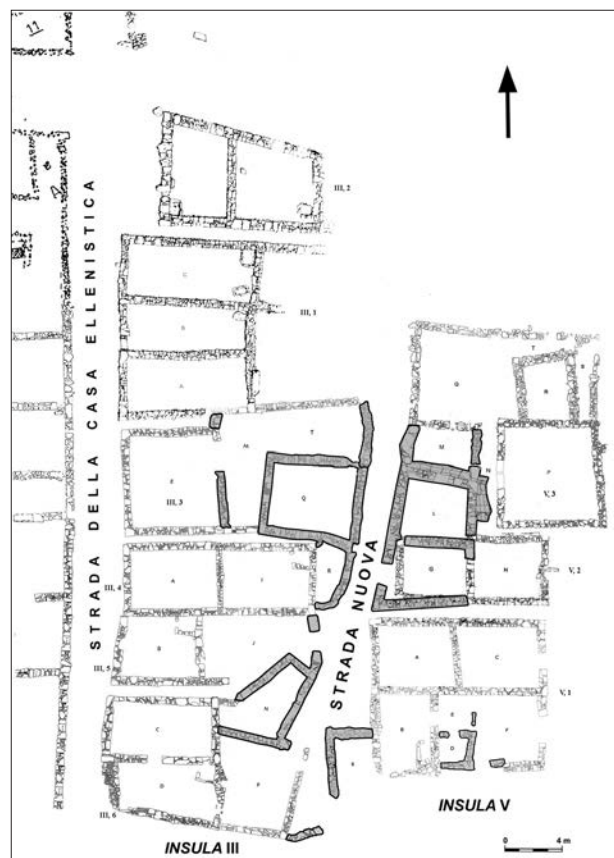 11
III, 2
C
B
III, 1
A
T
Q
R
S
M
T
E
III, 3
Q
M
N
L
P
V, 3
STRADA DELLA CASA ELLENISTICA
STRADA NUOVA
A
I
R
III, 4
G
H
V, 2
B
J
III, 5
A
C
V, 1
N
C
B
E
D
F
S
D
F
III, 6
INSULA III
INSULA V
0
4 m